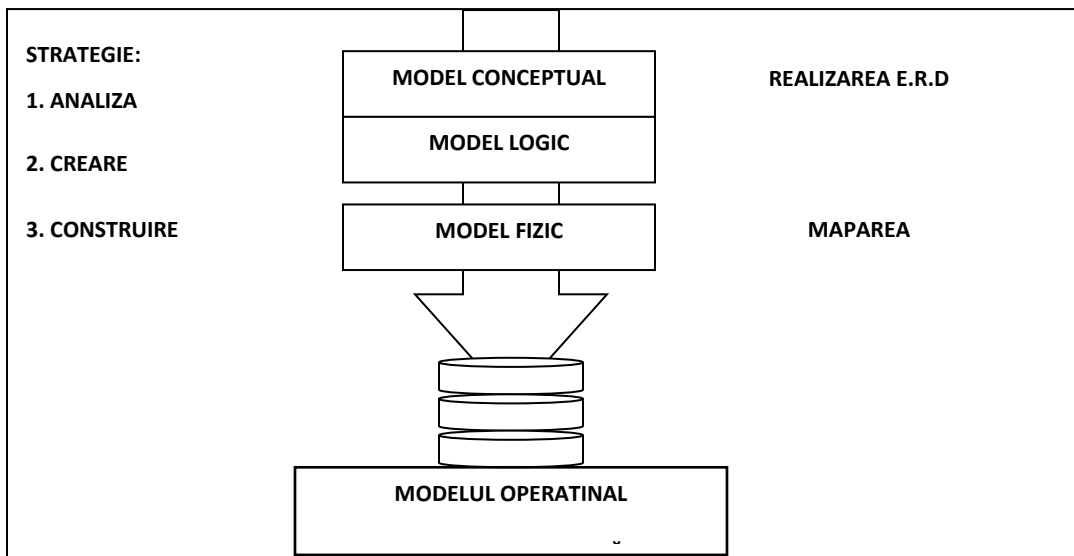 STRATEGIE:
MODEL CONCEPTUAL
REALIZAREA E.R.D
1. ANALIZA
MODEL LOGIC
2. CREARE
3. CONSTRUIRE
MODEL FIZIC
MAPAREA
MODELUL OPERATINAL